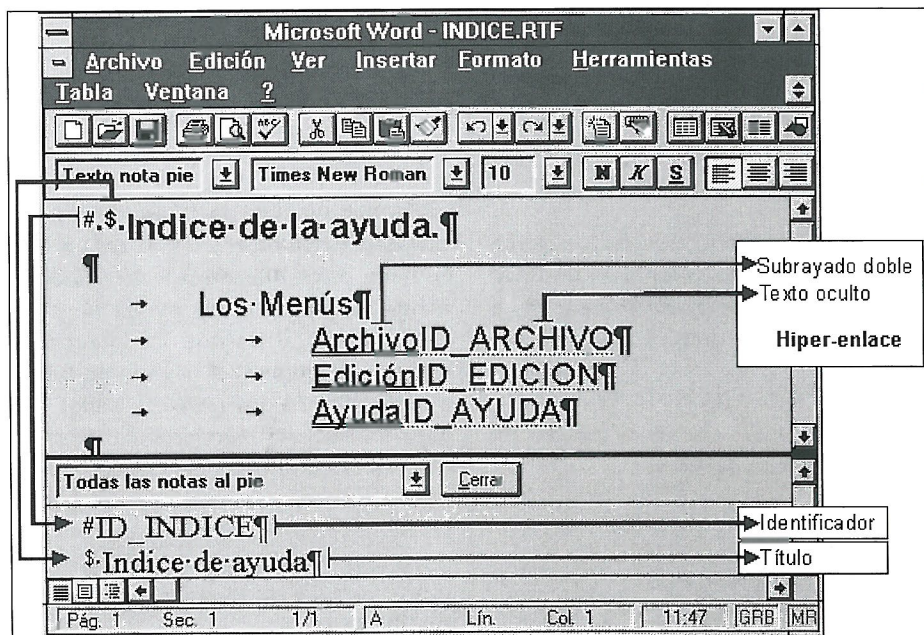 Microsoft Word - INDICE.RTF
Archivo Edición Ver Insertar Formato Herramientas
Tabla Ventana ?
Texto nota pie Times New Roman 10 N K S
#.$.Indice·de·la·ayuda.¶
¶
→ Los·Menús¶
→ → ArchivoID_ARCHIVO¶
→ → EdiciónID_EDICION¶
→ → AyudaID_AYUDA¶
¶
Subrayado doble
Texto oculto
Hiper-enlace
Todas las notas al pie Cerrar
#ID_INDICE¶
Identificador
$·Indice·de·ayuda¶
Título
Pág. 1 Sec. 1 1/1 A Lín. Col. 1 11:47 GRB MR